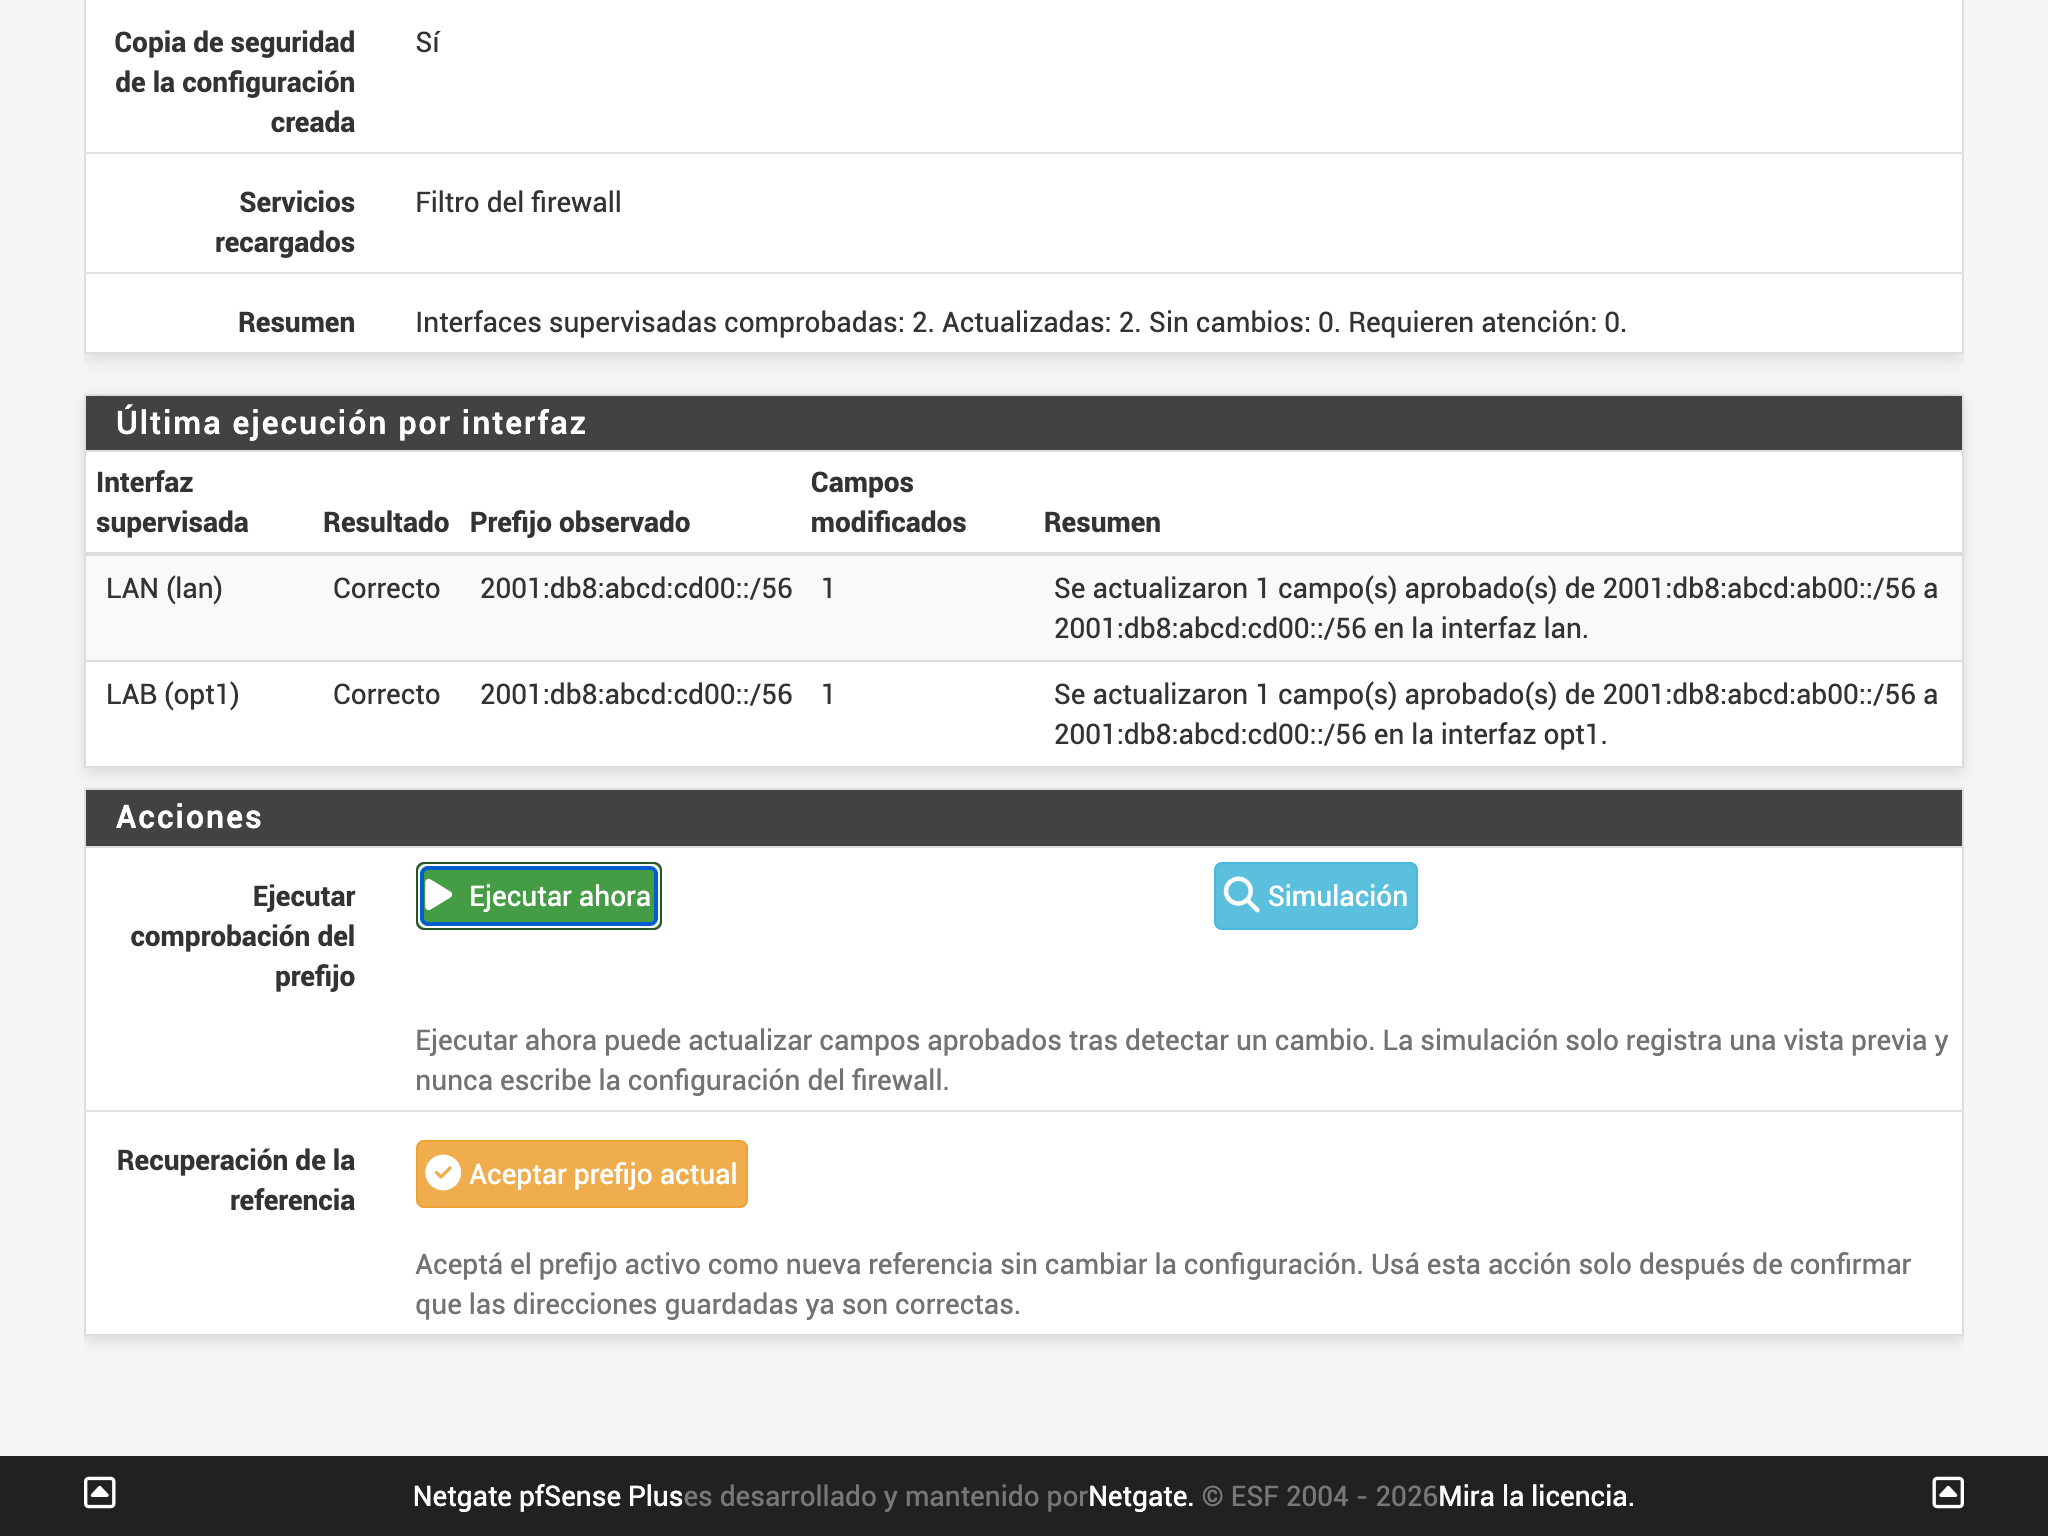 Copia de seguridad
de la configuración
creada
Sí
Servicios
recargados
Filtro del firewall
Resumen
Interfaces supervisadas comprobadas: 2. Actualizadas: 2. Sin cambios: 0. Requieren atención: 0.
Última ejecución por interfaz
Interfaz
supervisada
Resultado
Prefijo observado
Campos
modificados
Resumen
LAN (lan)
Correcto
2001:db8:abcd:cd00::/56
1
Se actualizaron 1 campo(s) aprobado(s) de 2001:db8:abcd:ab00::/56 a
2001:db8:abcd:cd00::/56 en la interfaz lan.
LAB (opt1)
Correcto
2001:db8:abcd:cd00::/56
1
Se actualizaron 1 campo(s) aprobado(s) de 2001:db8:abcd:ab00::/56 a
2001:db8:abcd:cd00::/56 en la interfaz opt1.
Acciones
Ejecutar
comprobación del
prefijo
Ejecutar ahora
Simulación
Ejecutar ahora puede actualizar campos aprobados tras detectar un cambio. La simulación solo registra una vista previa y
nunca escribe la configuración del firewall.
Recuperación de la
referencia
Aceptar prefijo actual
Aceptá el prefijo activo como nueva referencia sin cambiar la configuración. Usá esta acción solo después de confirmar
que las direcciones guardadas ya son correctas.
Netgate pfSense Pluses desarrollado y mantenido porNetgate. © ESF 2004 - 2026Mira la licencia.